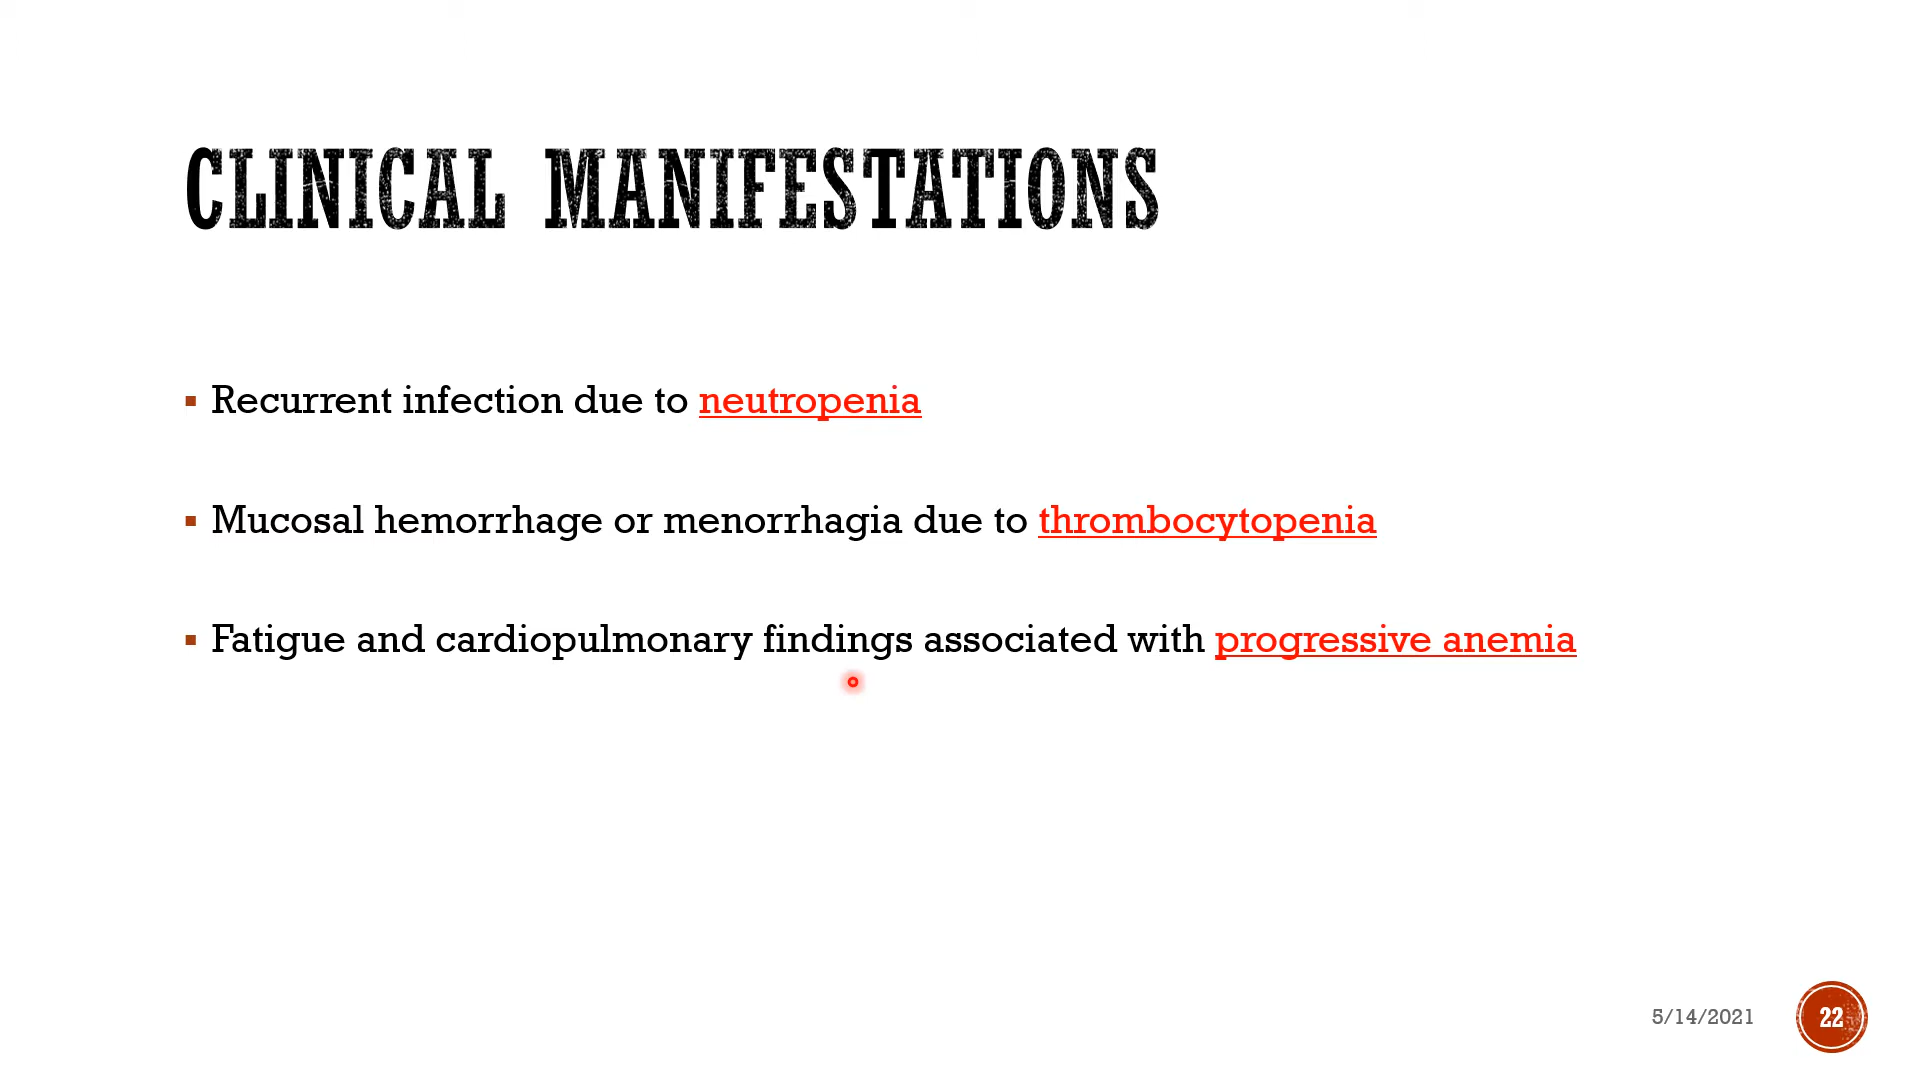 CLINICAL MANIFESTATIONS
▪ Recurrent infection due to neutropenia
▪ Mucosal hemorrhage or menorrhagia due to thrombocytopenia
▪ Fatigue and cardiopulmonary findings associated with progressive anemia
5/14/2021
22